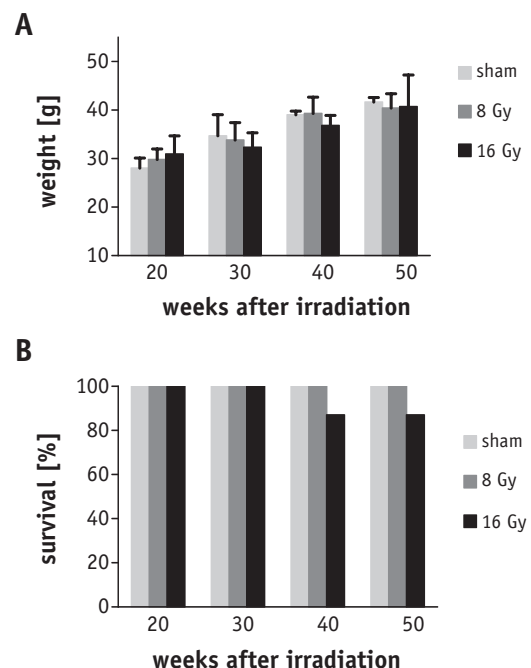 A
weight [g]
50
40
30
20
10
20 30 40 50
weeks after irradiation
sham
8 Gy
16 Gy
B
survival [%]
100
80
60
40
20
0
20 30 40 50
weeks after irradiation
sham
8 Gy
16 Gy